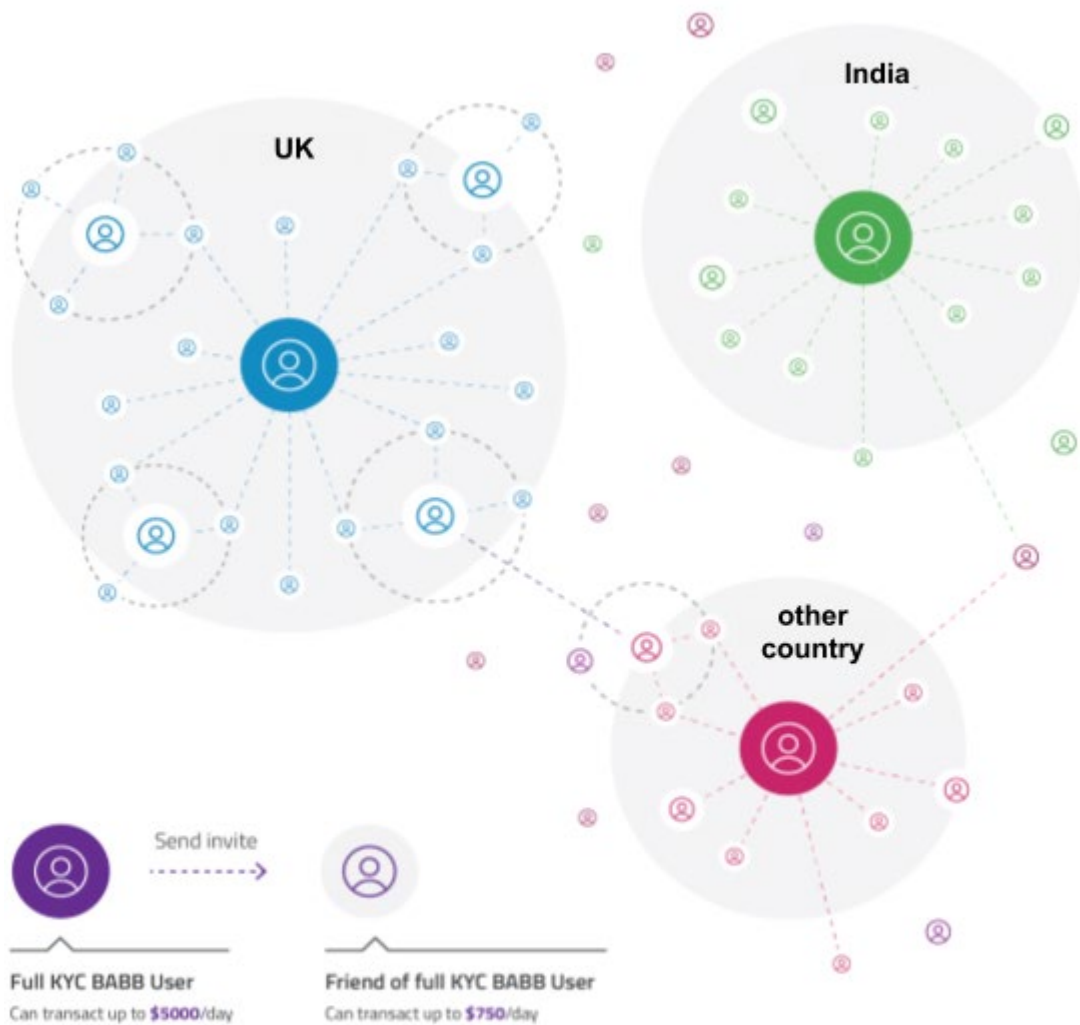 India
UK
other
country
Send invite
Full KYC BABB User
Can transact up to $5000/day
Friend of full KYC BABB User
Can transact up to $750/day